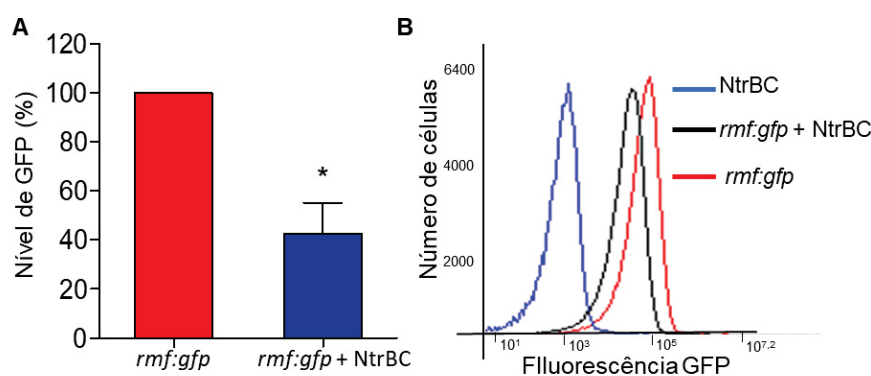 A
Nível de GFP (%)
120
100
80
60
40
20
0
*
rmf:gfp
rmf:gfp + NtrBC
B
Número de células
6400
4000
2000
NtrBC
rmf:gfp + NtrBC
rmf:gfp
10¹
10³
10⁵
10⁷·²
Flluorescência GFP